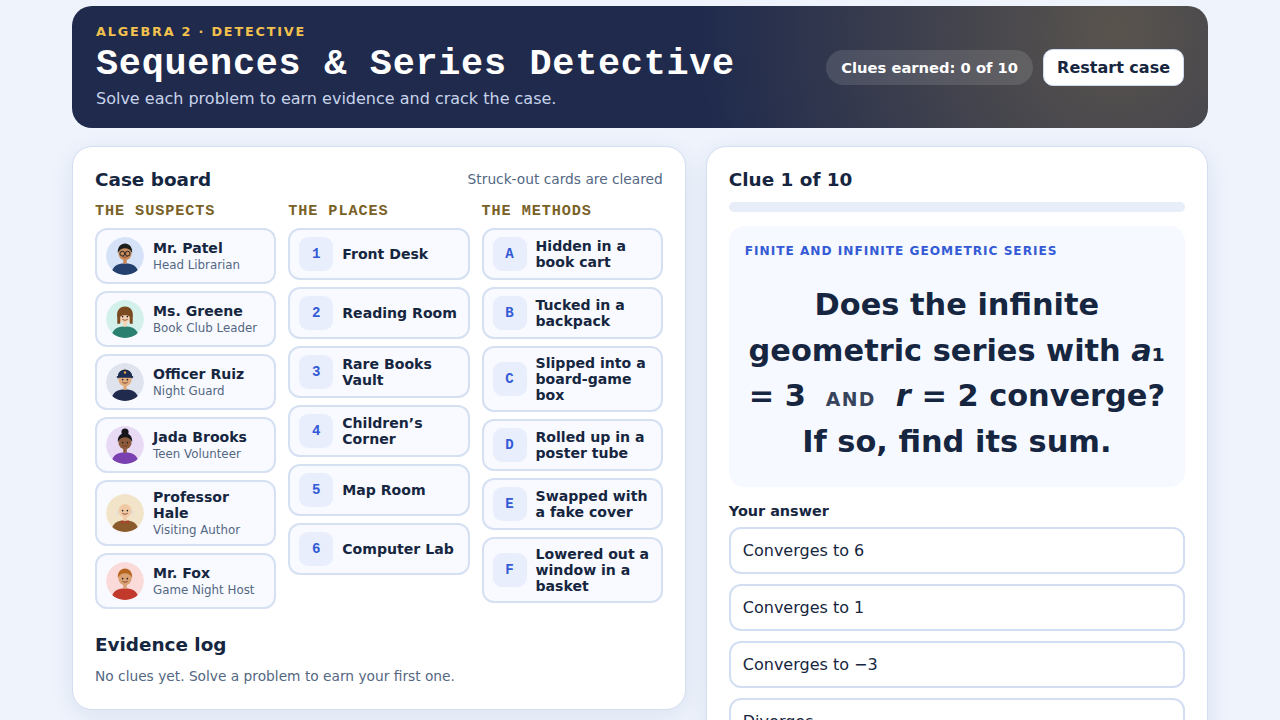 ALGEBRA 2 · DETECTIVE
Sequences & Series Detective
Solve each problem to earn evidence and crack the case.
Clues earned: 0 of 10
Restart case
Case board
Struck-out cards are cleared
THE SUSPECTS
Mr. Patel
Head Librarian
Ms. Greene
Book Club Leader
Officer Ruiz
Night Guard
Jada Brooks
Teen Volunteer
Professor
Hale
Visiting Author
Mr. Fox
Game Night Host
THE PLACES
1 Front Desk
2 Reading Room
3 Rare Books
Vault
4 Children’s
Corner
5 Map Room
6 Computer Lab
THE METHODS
A Hidden in a
book cart
B Tucked in a
backpack
C Slipped into a
board-game
box
D Rolled up in a
poster tube
E Swapped with
a fake cover
F Lowered out a
window in a
basket
Evidence log
No clues yet. Solve a problem to earn your first one.
Clue 1 of 10
FINITE AND INFINITE GEOMETRIC SERIES
Does the infinite
geometric series with a₁
= 3 AND r = 2 converge?
If so, find its sum.
Your answer
Converges to 6
Converges to 1
Converges to −3
Diverges